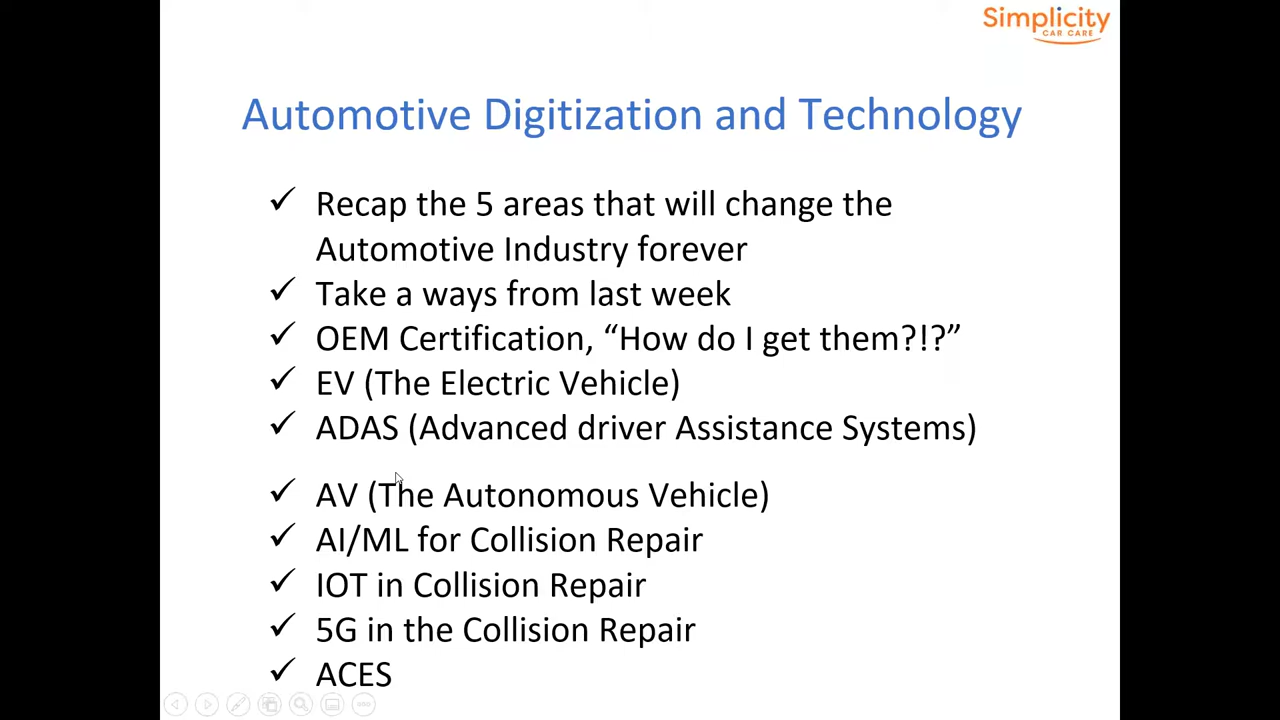 Simplicity
CAR CARE
Automotive Digitization and Technology
✓ Recap the 5 areas that will change the
Automotive Industry forever
✓ Take a ways from last week
✓ OEM Certification, “How do I get them?!?”
✓ EV (The Electric Vehicle)
✓ ADAS (Advanced driver Assistance Systems)
✓ AV (The Autonomous Vehicle)
✓ AI/ML for Collision Repair
✓ IOT in Collision Repair
✓ 5G in the Collision Repair
✓ ACES